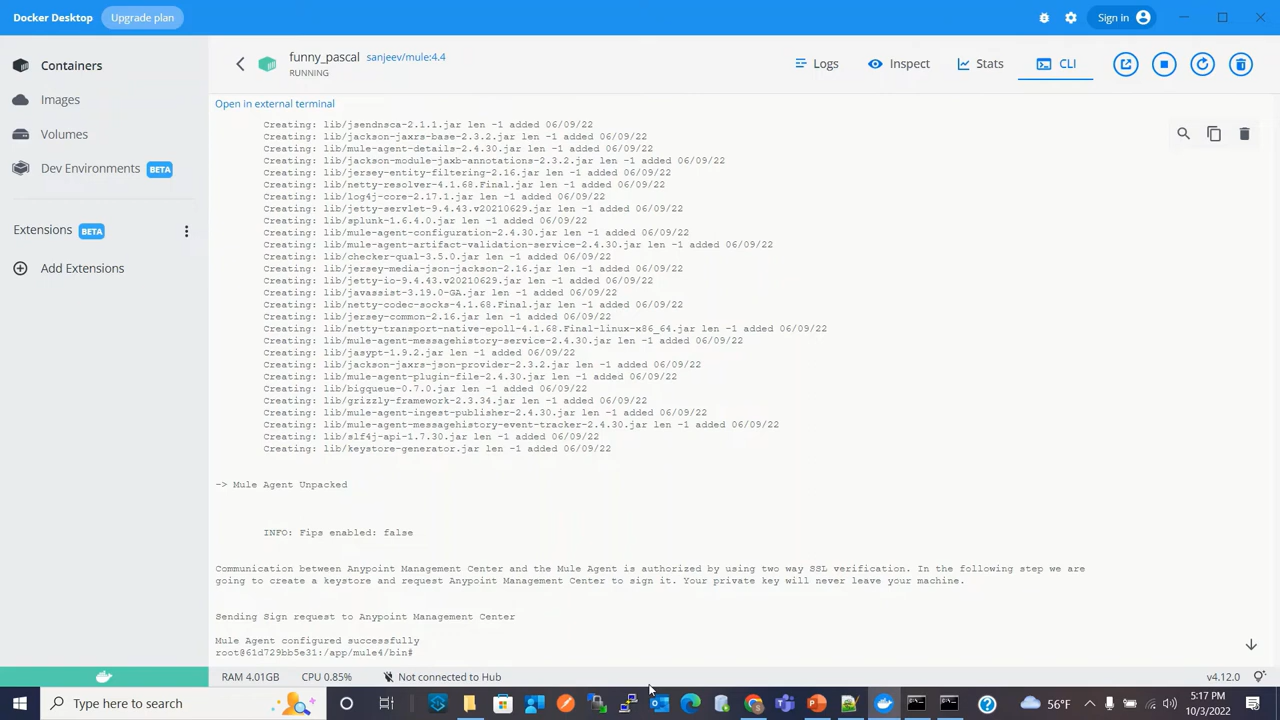 Docker Desktop
Upgrade plan
Sign in
Containers
Images
Volumes
Dev Environments BETA
Extensions BETA
Add Extensions
funny_pascal sanjeev/mule:4.4
RUNNING
Logs
Inspect
Stats
CLI
Open in external terminal
Creating: lib/jsendnsca-2.1.1.jar len -1 added 06/09/22
Creating: lib/jackson-jaxrs-base-2.3.2.jar len -1 added 06/09/22
Creating: lib/mule-agent-details-2.4.30.jar len -1 added 06/09/22
Creating: lib/jackson-module-jaxb-annotations-2.3.2.jar len -1 added 06/09/22
Creating: lib/jersey-entity-filtering-2.16.jar len -1 added 06/09/22
Creating: lib/netty-resolver-4.1.68.Final.jar len -1 added 06/09/22
Creating: lib/log4j-core-2.17.1.jar len -1 added 06/09/22
Creating: lib/jetty-servlet-9.4.43.v20210629.jar len -1 added 06/09/22
Creating: lib/splunk-1.6.4.0.jar len -1 added 06/09/22
Creating: lib/mule-agent-configuration-2.4.30.jar len -1 added 06/09/22
Creating: lib/mule-agent-artifact-validation-service-2.4.30.jar len -1 added 06/09/22
Creating: lib/checker-qual-3.5.0.jar len -1 added 06/09/22
Creating: lib/jersey-media-json-jackson-2.16.jar len -1 added 06/09/22
Creating: lib/jetty-io-9.4.43.v20210629.jar len -1 added 06/09/22
Creating: lib/javassist-3.19.0-GA.jar len -1 added 06/09/22
Creating: lib/netty-codec-socks-4.1.68.Final.jar len -1 added 06/09/22
Creating: lib/jersey-common-2.16.jar len -1 added 06/09/22
Creating: lib/netty-transport-native-epoll-4.1.68.Final-linux-x86_64.jar len -1 added 06/09/22
Creating: lib/mule-agent-messagehistory-service-2.4.30.jar len -1 added 06/09/22
Creating: lib/jasypt-1.9.2.jar len -1 added 06/09/22
Creating: lib/jackson-jaxrs-json-provider-2.3.2.jar len -1 added 06/09/22
Creating: lib/mule-agent-plugin-file-2.4.30.jar len -1 added 06/09/22
Creating: lib/bigqueue-0.7.0.jar len -1 added 06/09/22
Creating: lib/grizzly-framework-2.3.34.jar len -1 added 06/09/22
Creating: lib/mule-agent-ingest-publisher-2.4.30.jar len -1 added 06/09/22
Creating: lib/mule-agent-messagehistory-event-tracker-2.4.30.jar len -1 added 06/09/22
Creating: lib/slf4j-api-1.7.30.jar len -1 added 06/09/22
Creating: lib/keystore-generator.jar len -1 added 06/09/22
-> Mule Agent Unpacked
INFO: Fips enabled: false
Communication between Anypoint Management Center and the Mule Agent is authorized by using two way SSL verification. In the following step we are
going to create a keystore and request Anypoint Management Center to sign it. Your private key will never leave your machine.
Sending Sign request to Anypoint Management Center
Mule Agent configured successfully
root@61d729bb5e31:/app/mule4/bin#
RAM 4.01GB CPU 0.85% Not connected to Hub v4.12.0
Type here to search
56°F
5:17 PM
10/3/2022